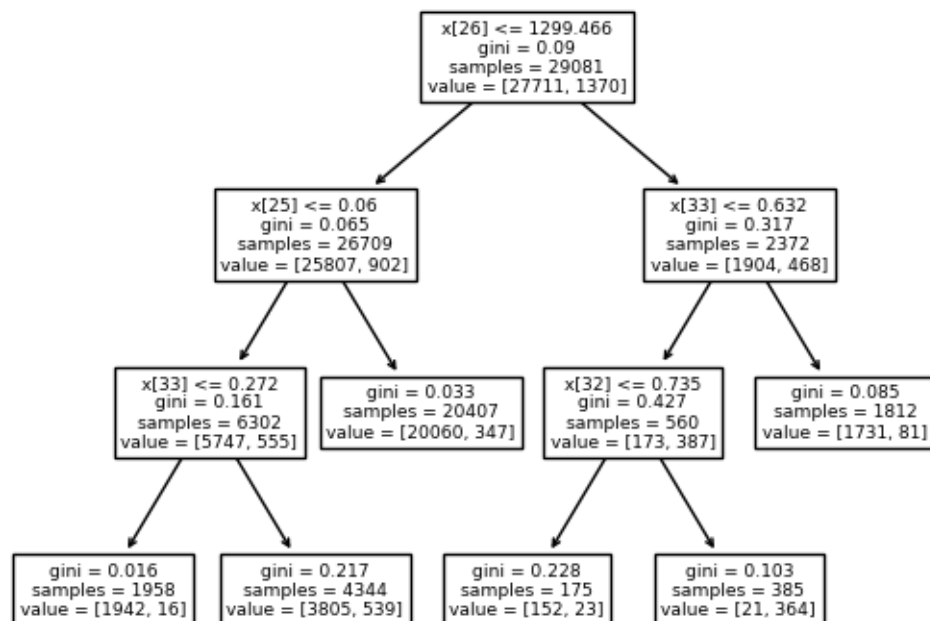 x[26] <= 1299.466
gini = 0.09
samples = 29081
value = [27711, 1370]
x[25] <= 0.06
gini = 0.065
samples = 26709
value = [25807, 902]
x[33] <= 0.632
gini = 0.317
samples = 2372
value = [1904, 468]
x[33] <= 0.272
gini = 0.161
samples = 6302
value = [5747, 555]
gini = 0.033
samples = 20407
value = [20060, 347]
x[32] <= 0.735
gini = 0.427
samples = 560
value = [173, 387]
gini = 0.085
samples = 1812
value = [1731, 81]
gini = 0.016
samples = 1958
value = [1942, 16]
gini = 0.217
samples = 4344
value = [3805, 539]
gini = 0.228
samples = 175
value = [152, 23]
gini = 0.103
samples = 385
value = [21, 364]